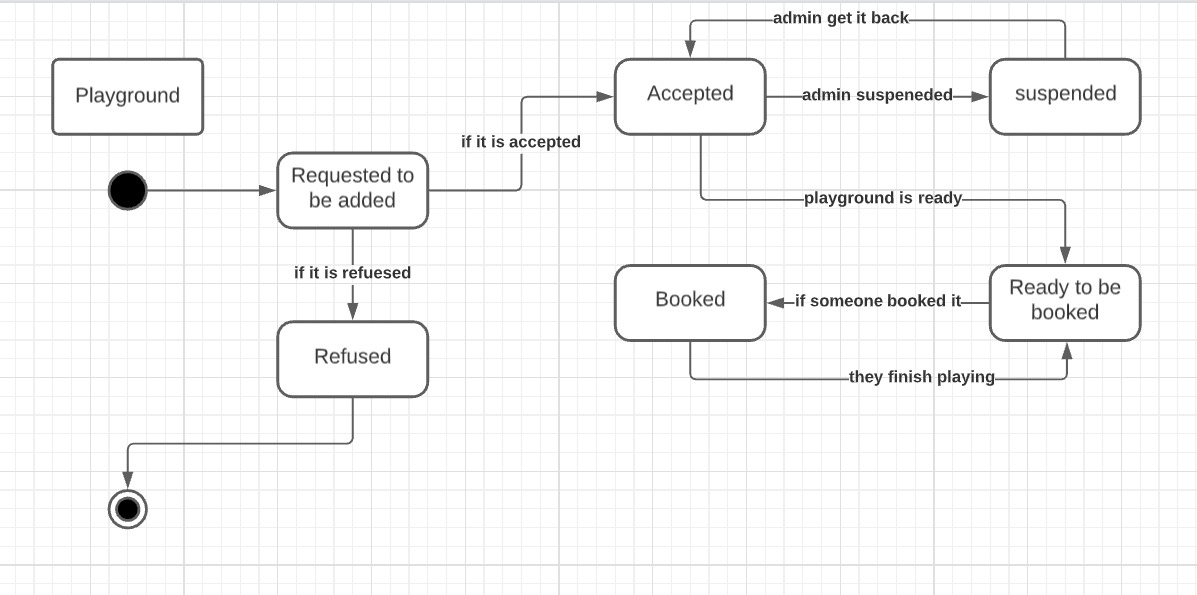 admin get it back
Playground
Accepted
admin suspeneded
suspended
if it is accepted
Requested to
be added
playground is ready
if it is refuesed
Booked
if someone booked it
Ready to be
booked
Refused
they finish playing